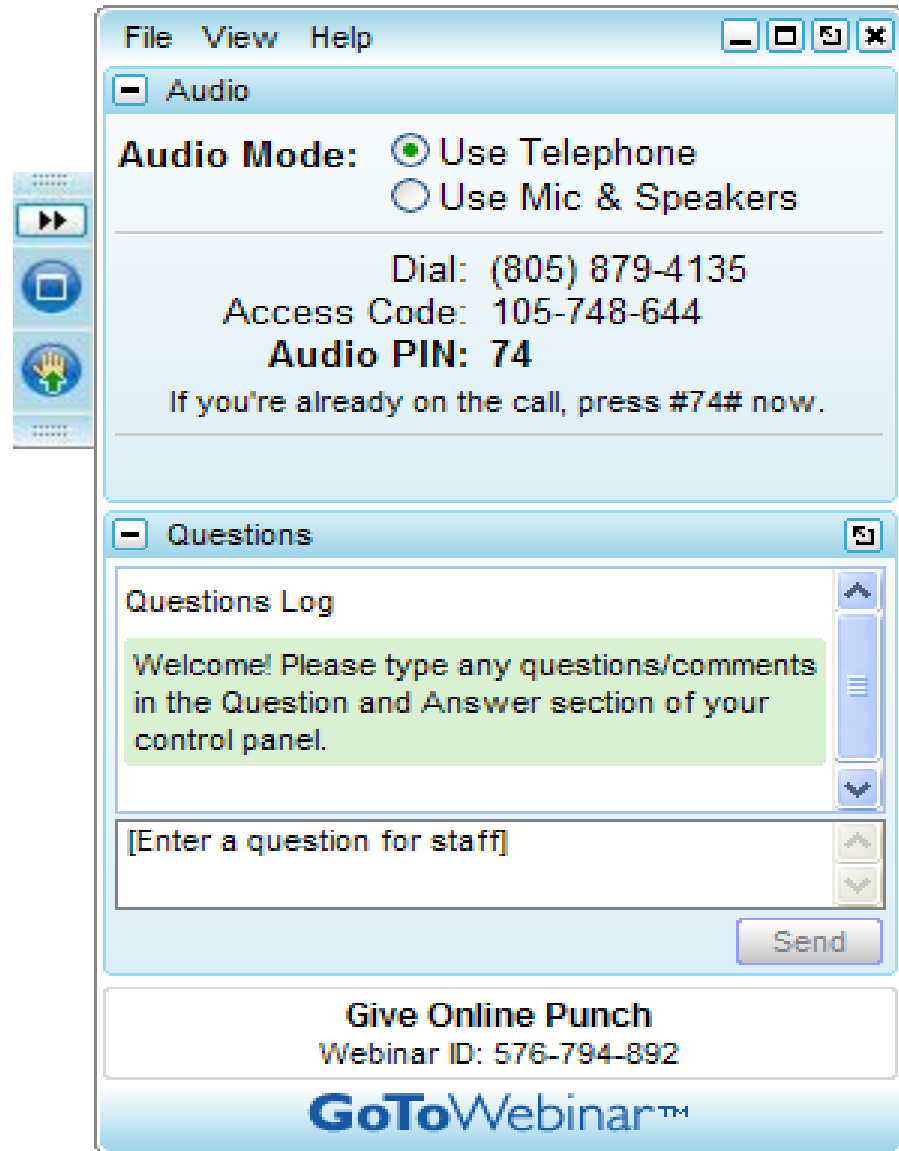 File View Help
Audio
Audio Mode: Use Telephone
Use Mic & Speakers
Dial: (805) 879-4135
Access Code: 105-748-644
Audio PIN: 74
If you're already on the call, press #74# now.
Questions
Questions Log
Welcome! Please type any questions/comments
in the Question and Answer section of your
control panel.
[Enter a question for staff]
Send
Give Online Punch
Webinar ID: 576-794-892
GoToWebinar™